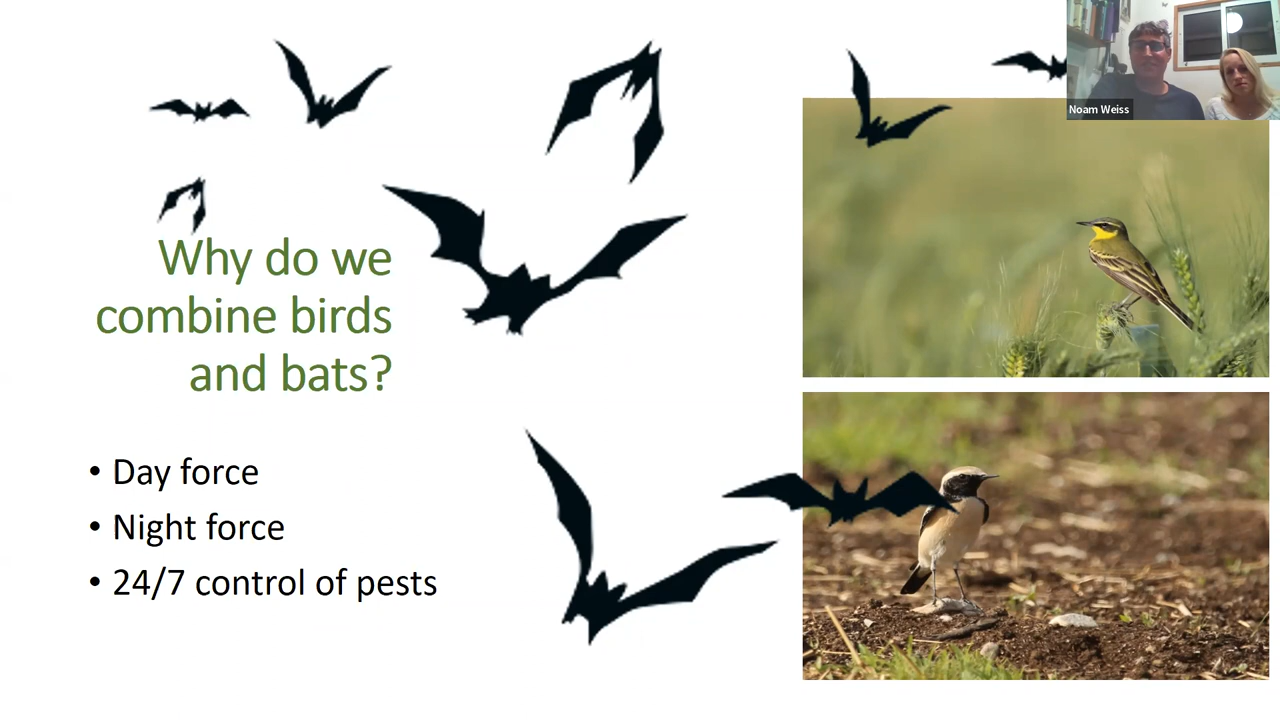 Noam Weiss
Why do we
combine birds
and bats?
• Day force
• Night force
• 24/7 control of pests